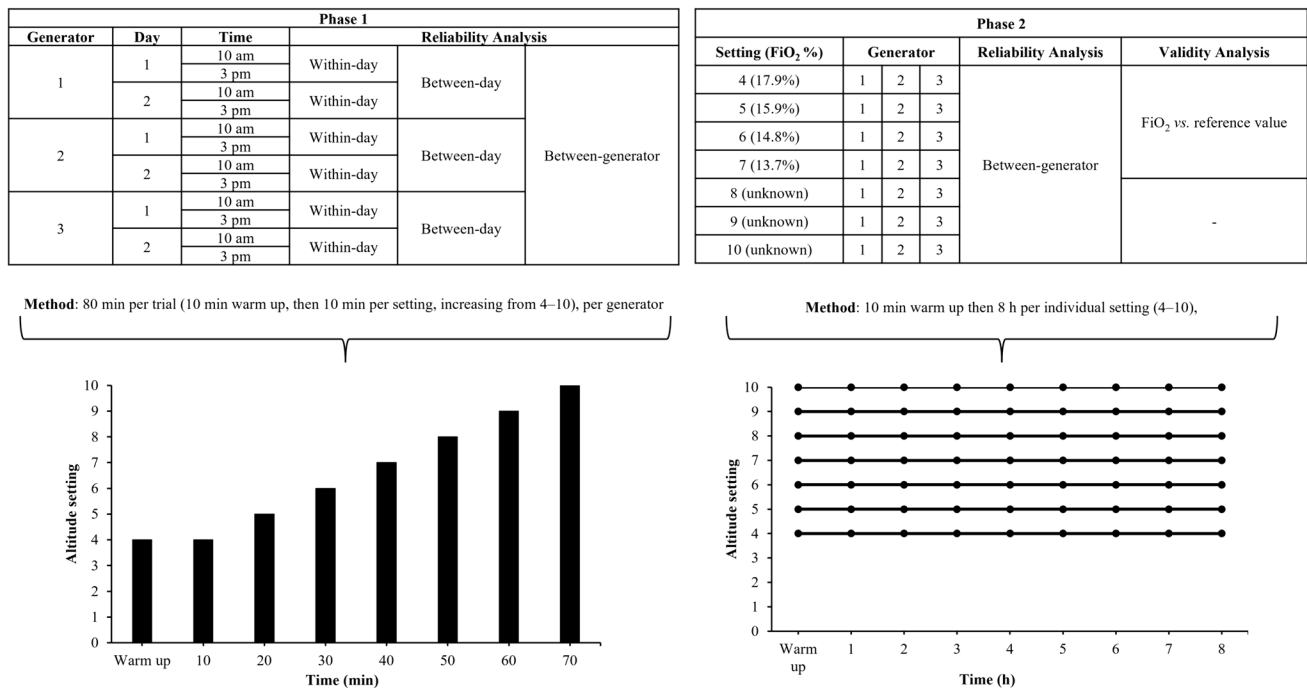 Phase 1
Generator Day Time Reliability Analysis
1 1 10 am Within-day Between-day Between-generator
3 pm
2 10 am Within-day
3 pm
2 1 10 am Within-day Between-day
3 pm
2 10 am Within-day
3 pm
3 1 10 am Within-day Between-day
3 pm
2 10 am Within-day
3 pm
Method: 80 min per trial (10 min warm up, then 10 min per setting, increasing from 4–10), per generator
Altitude setting
10
9
8
7
6
5
4
3
2
1
0
Warm up 10 20 30 40 50 60 70
Time (min)
Phase 2
Setting (FiO2 %) Generator Reliability Analysis Validity Analysis
4 (17.9%) 1 2 3 Between-generator FiO2 vs. reference value
5 (15.9%) 1 2 3
6 (14.8%) 1 2 3
7 (13.7%) 1 2 3
8 (unknown) 1 2 3 -
9 (unknown) 1 2 3
10 (unknown) 1 2 3
Method: 10 min warm up then 8 h per individual setting (4–10),
Altitude setting
10
9
8
7
6
5
4
3
2
1
0
Warm up 1 2 3 4 5 6 7 8
Time (h)